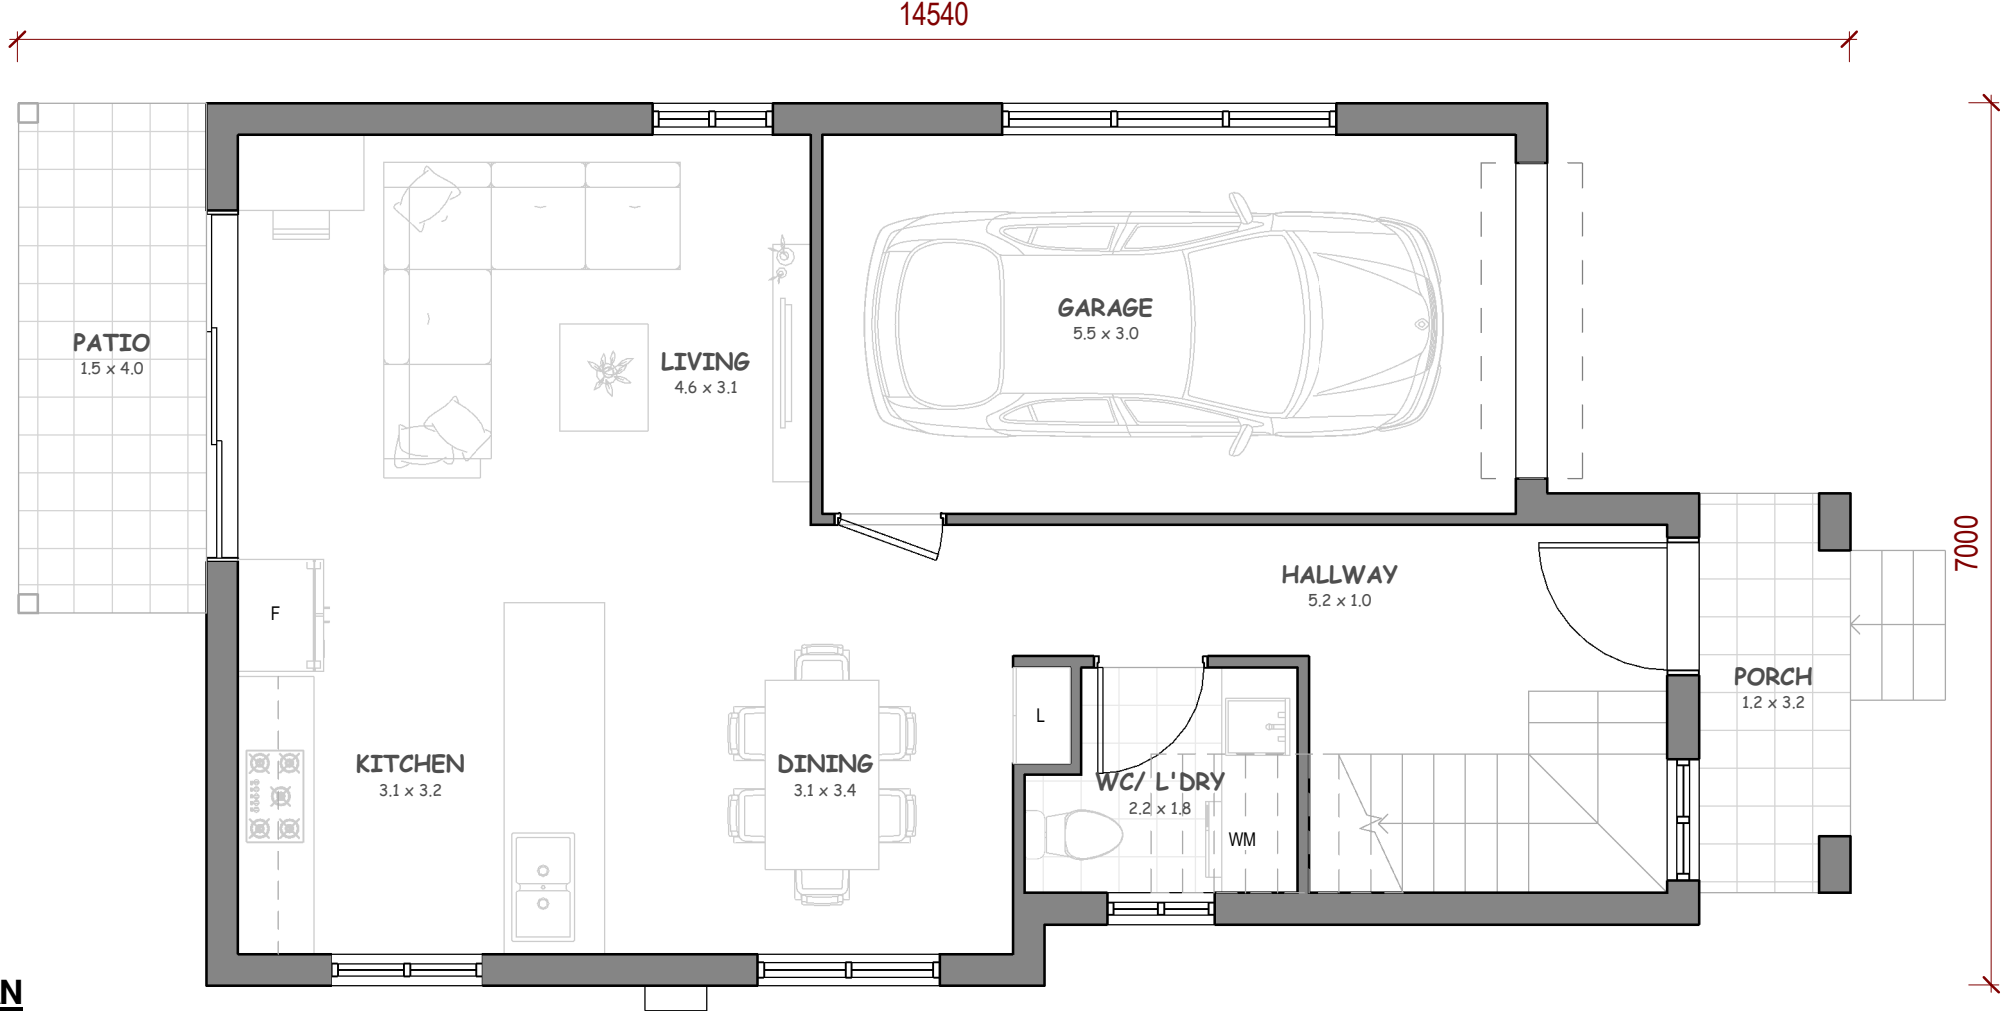 14540
7000
PATIO
1.5 x 4.0
LIVING
4.6 x 3.1
GARAGE
5.5 x 3.0
HALLWAY
5.2 x 1.0
PORCH
1.2 x 3.2
F
L
KITCHEN
3.1 x 3.2
DINING
3.1 x 3.4
WC/ L'DRY
2.2 x 1.8
WM